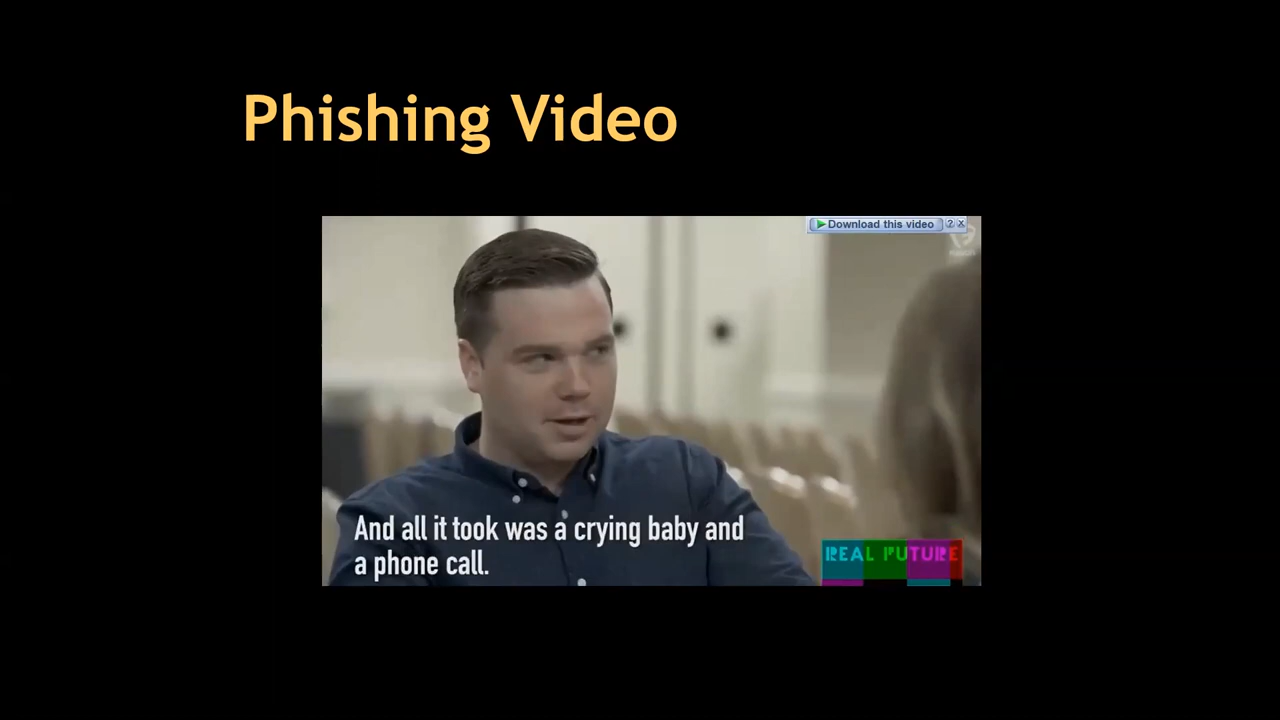 Phishing Video
Download this video
?
x
And all it took was a crying baby and
a phone call.
REAL FUTURE